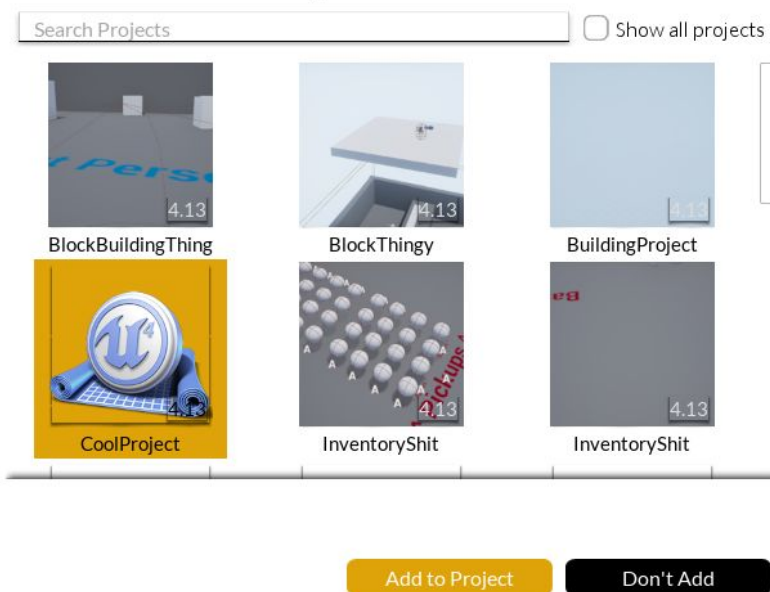 Search Projects
Show all projects
4.13
4.13
4.13
BlockBuildingThing
BlockThingy
BuildingProject
4.13
4.13
4.13
CoolProject
InventoryShit
InventoryShit
Add to Project
Don't Add